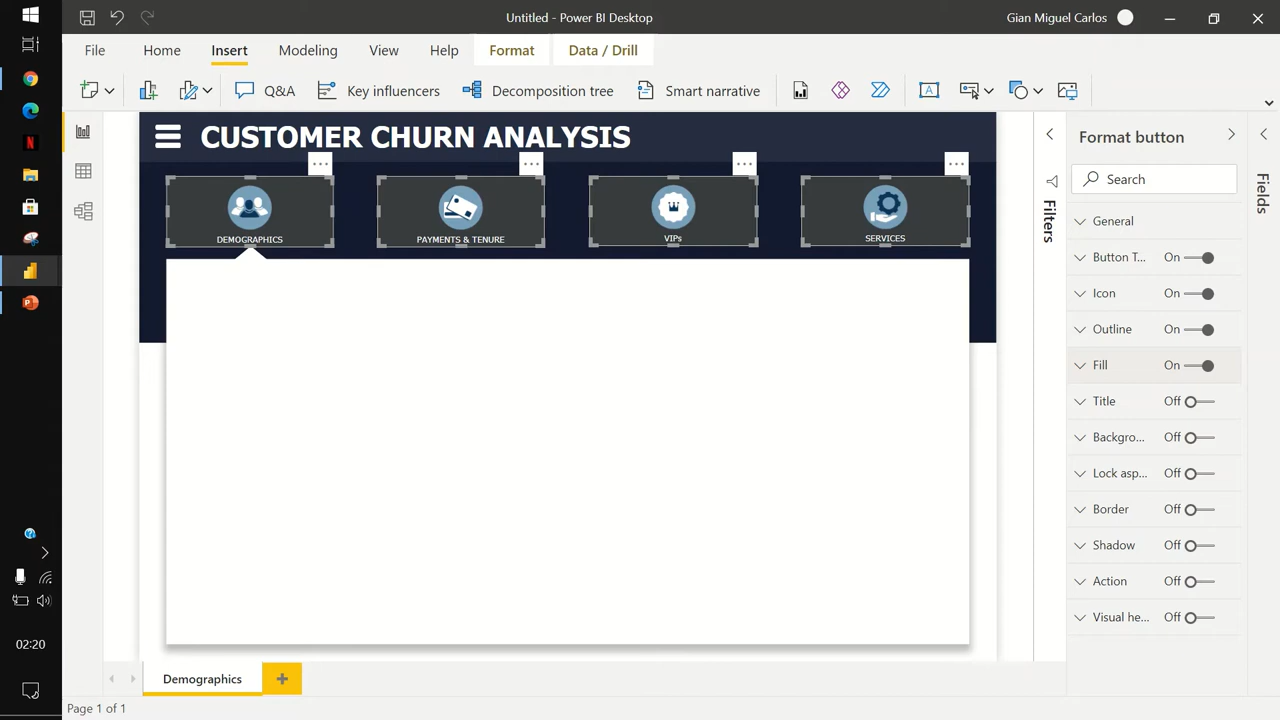 Untitled - Power BI Desktop
Gian Miguel Carlos
File Home Insert Modeling View Help Format Data / Drill
Q&A Key influencers Decomposition tree Smart narrative
CUSTOMER CHURN ANALYSIS
DEMOGRAPHICS
PAYMENTS & TENURE
VIPs
SERVICES
Filters
Format button
Search
General
Button T... On
Icon On
Outline On
Fill On
Title Off
Backgro... Off
Lock asp... Off
Border Off
Shadow Off
Action Off
Visual he... Off
Fields
02:20
Demographics
Page 1 of 1